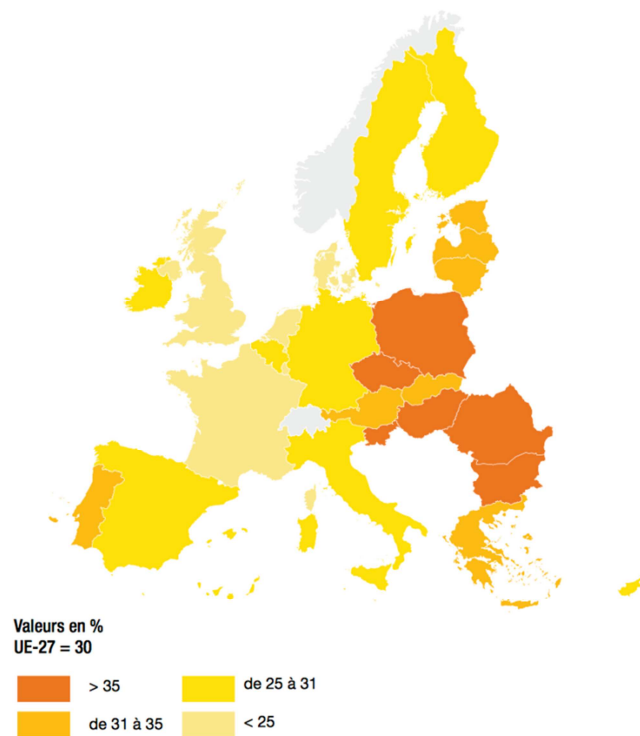 Valeurs en %
UE-27 = 30
> 35
de 25 à 31
de 31 à 35
< 25